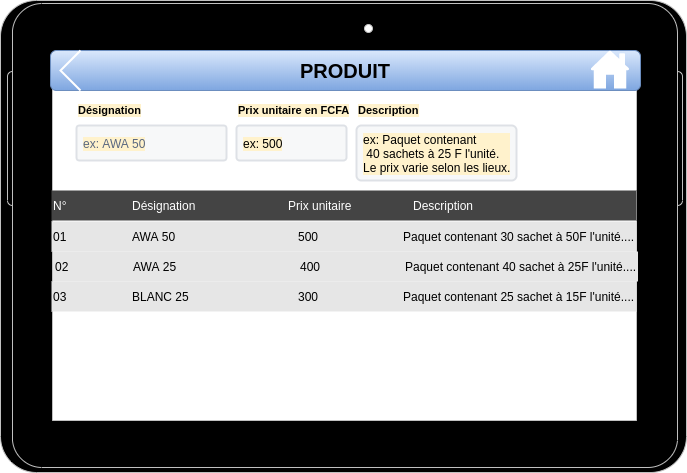 PRODUIT
Désignation Prix unitaire en FCFA Description
ex: AWA 50
ex: 500
ex: Paquet contenant
40 sachets à 25 F l'unité.
Le prix varie selon les lieux.
N° Désignation Prix unitaire Description
01 AWA 50 500 Paquet contenant 30 sachet à 50F l'unité....
02 AWA 25 400 Paquet contenant 40 sachet à 25F l'unité....
03 BLANC 25 300 Paquet contenant 25 sachet à 15F l'unité....